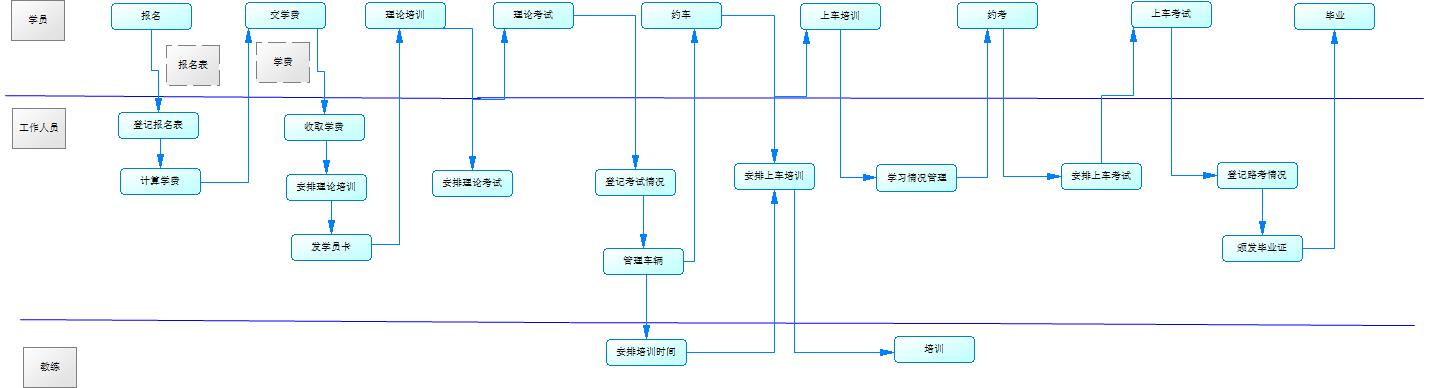 学员
报名
交学费
理论培训
理论考试
约车
上车培训
约考
上车考试
毕业
报名表
学费
工作人员
登记报名表
收取学费
计算学费
安排理论培训
安排理论考试
登记考试情况
安排上车培训
学习情况管理
安排上车考试
登记路考情况
发学员卡
管理车辆
颁发毕业证
教练
安排培训时间
培训